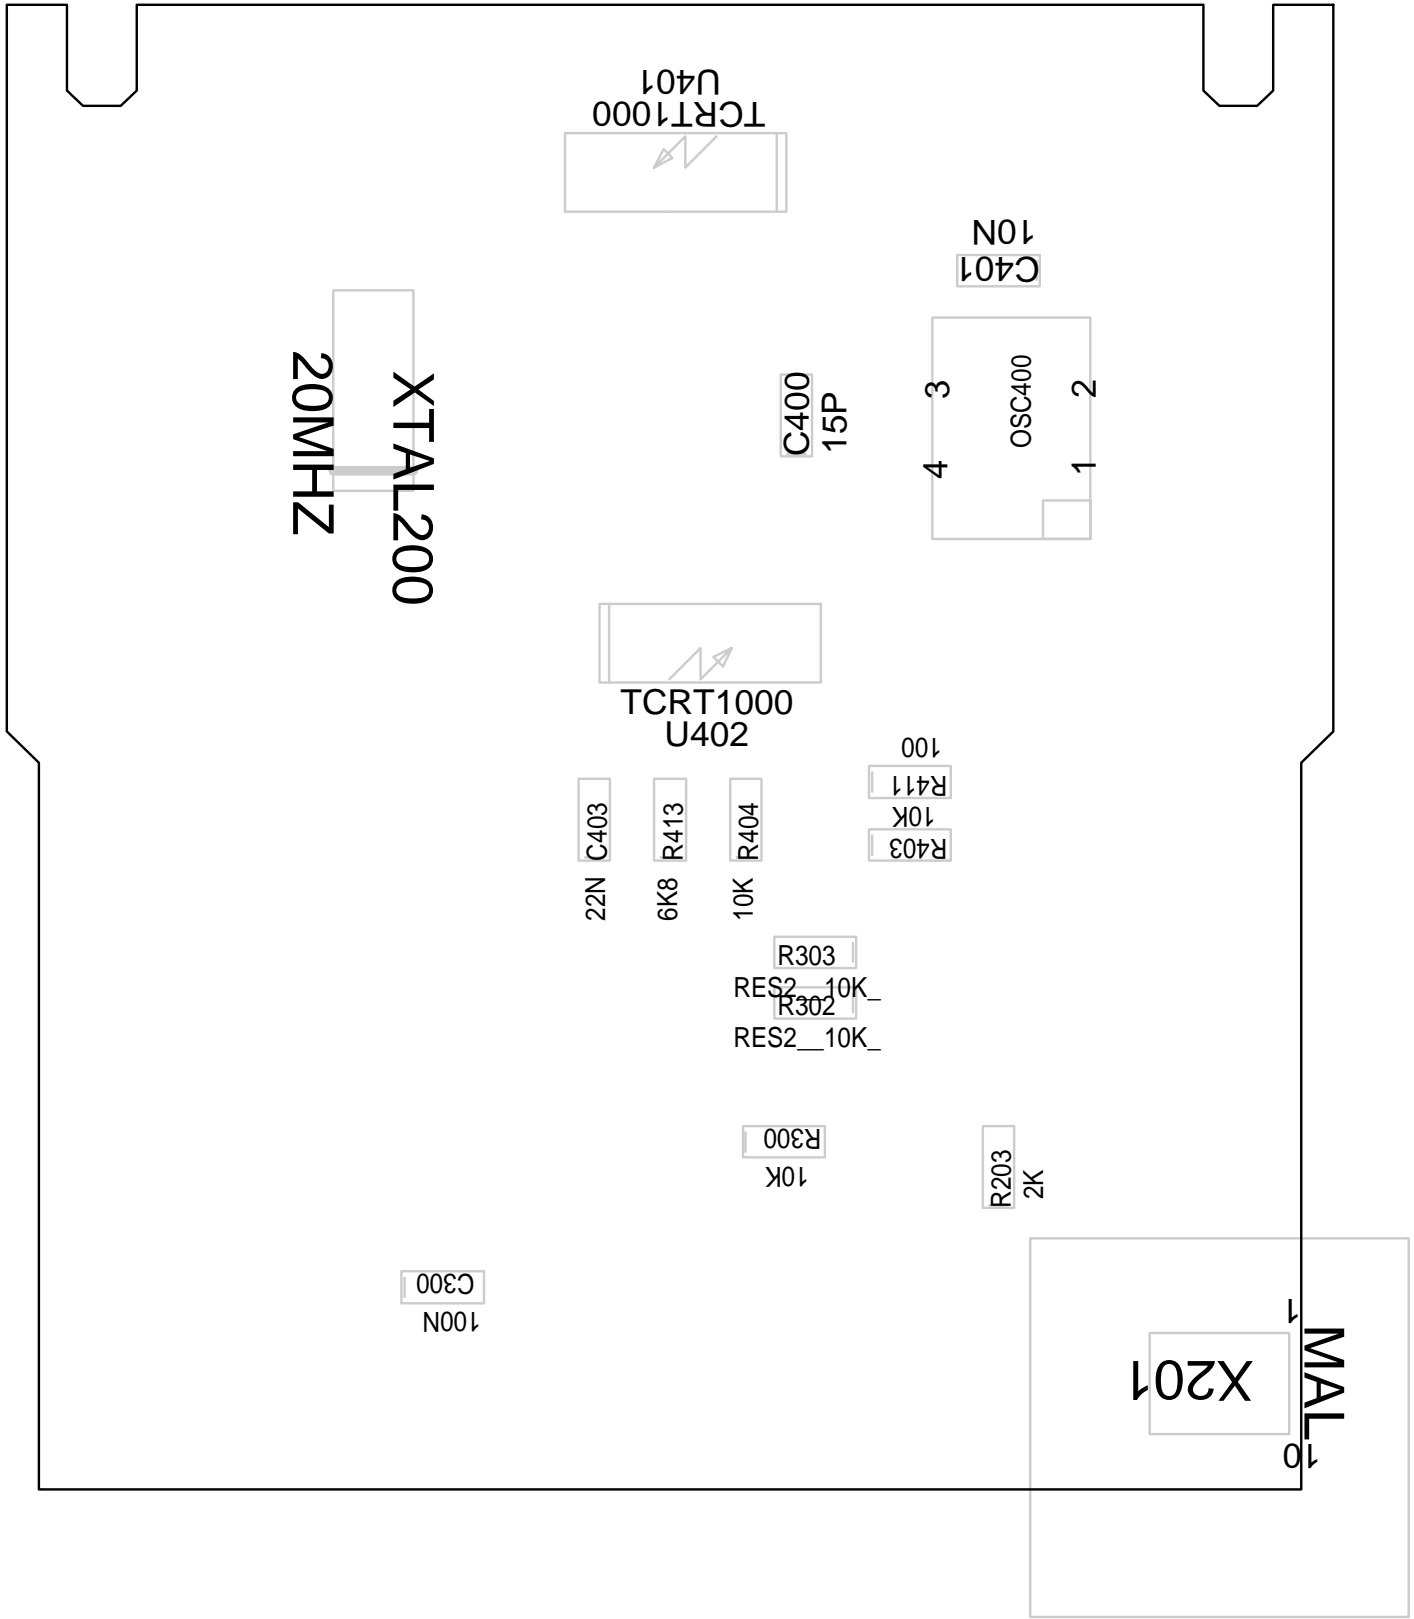 U401
TCRT1000
10N
C401
20MHZ
XTAL200
C400
15P
3
4
OSC400
2
1
TCRT1000
U402
100
R411
10K
R403
C403
22N
R413
6K8
R404
10K
R303
RES2__10K_
R302
RES2__10K_
R300
10K
R203
2K
C300
100N
1
X201
MAL
10